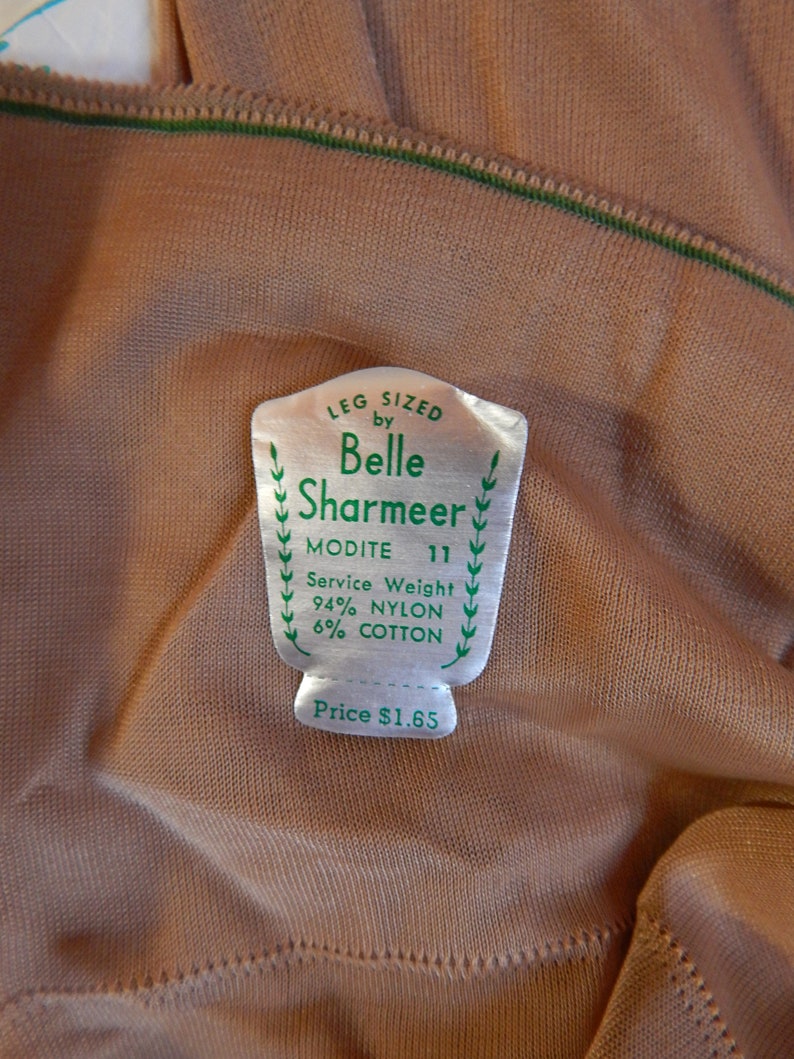 LEG SIZED
by
Belle
Sharmeer
MODITE 11
Service Weight
94% NYLON
6% COTTON
Price $1.65